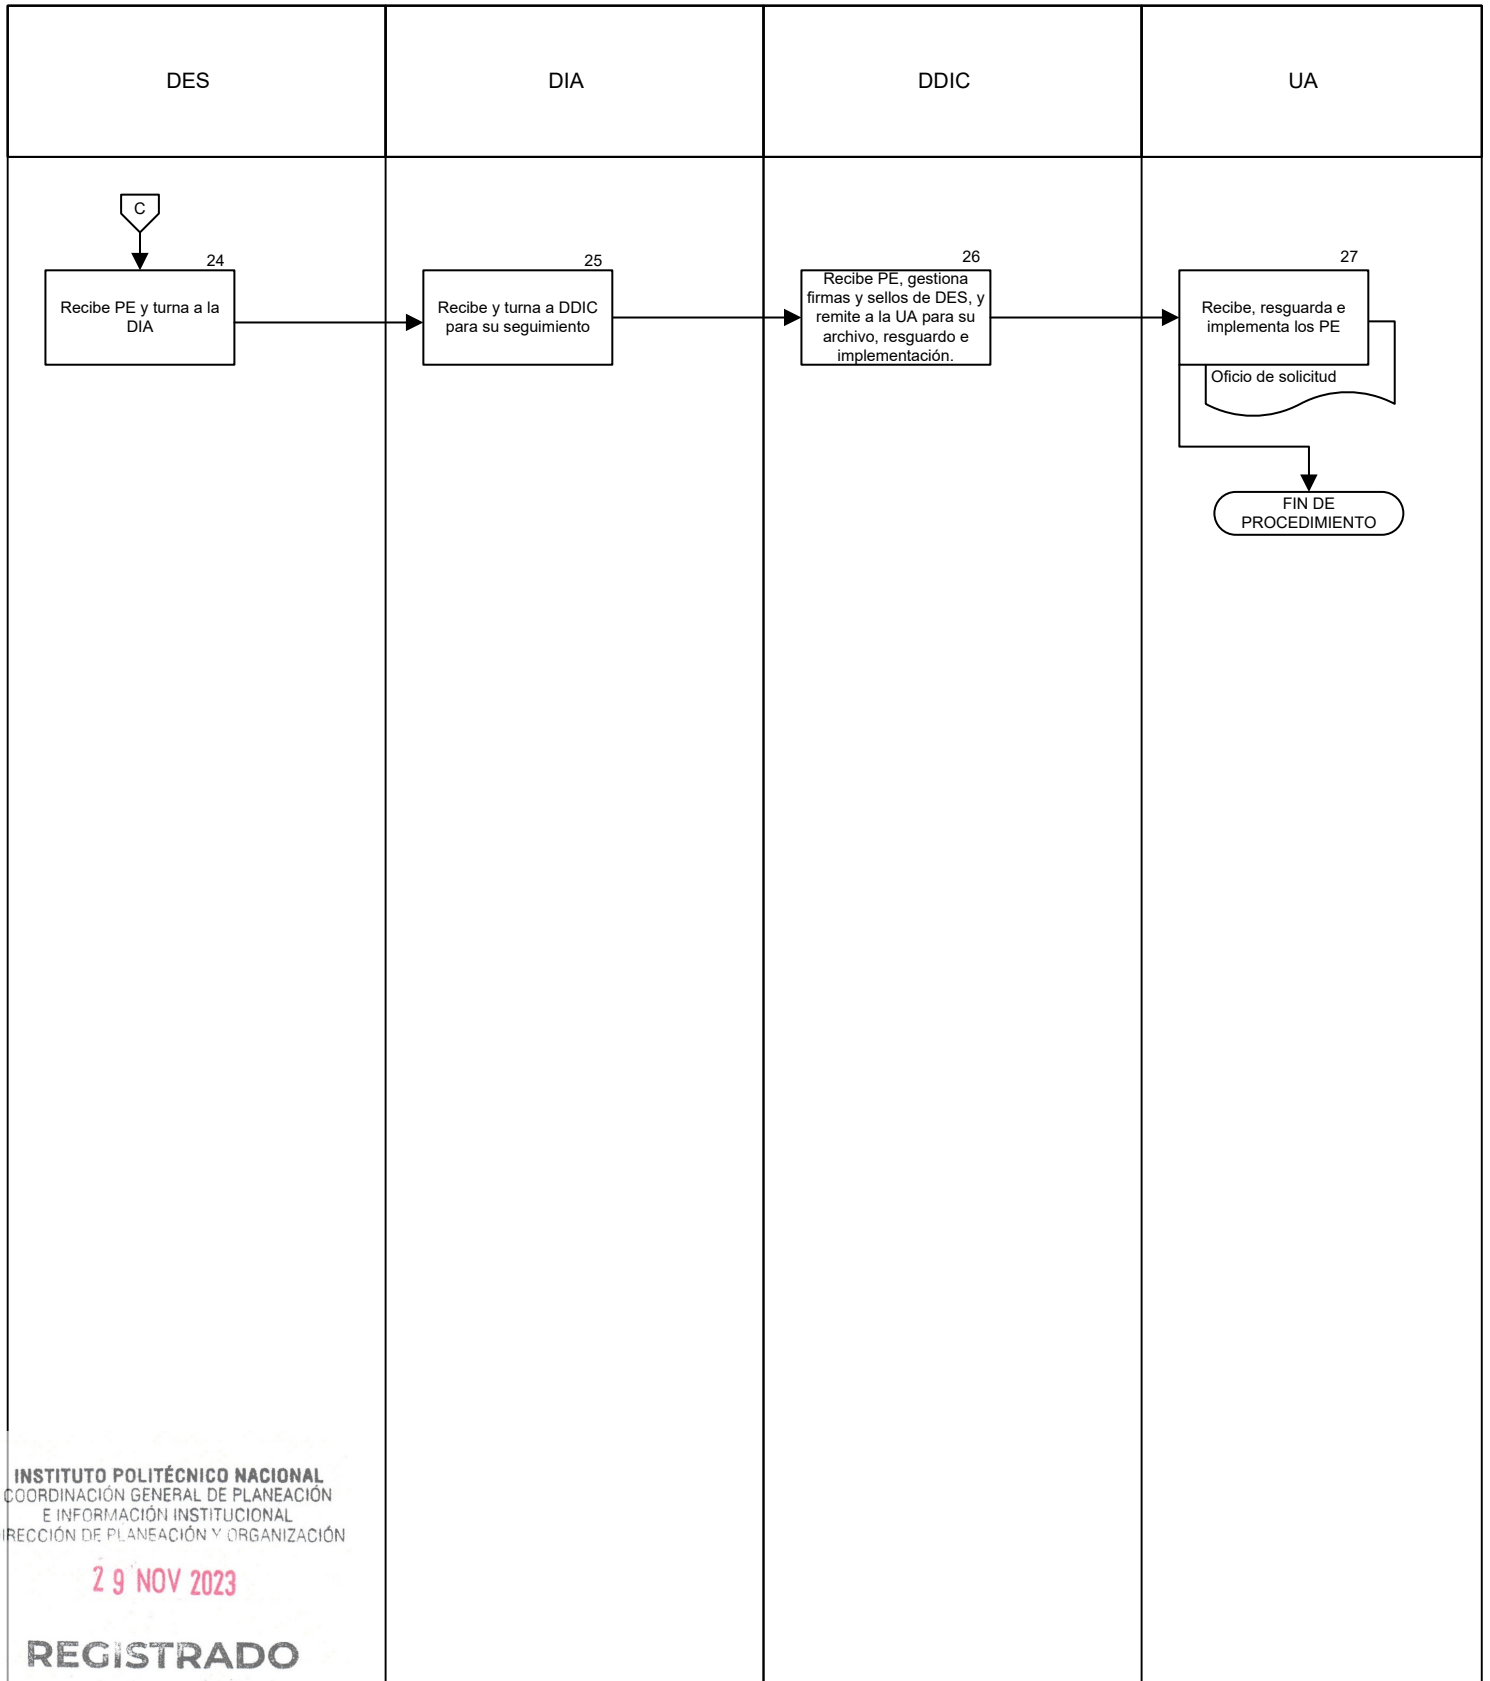 DES
DIA
DDIC
UA
C
24
Recibe PE y turna a la
DIA
25
Recibe y turna a DDIC
para su seguimiento
26
Recibe PE, gestiona
firmas y sellos de DES, y
remite a la UA para su
archivo, resguardo e
implementación.
27
Recibe, resguarda e
implementa los PE
Oficio de solicitud
FIN DE
PROCEDIMIENTO
INSTITUTO POLITÉCNICO NACIONAL
COORDINACIÓN GENERAL DE PLANEACIÓN
E INFORMACIÓN INSTITUCIONAL
IRECCIÓN DE PLANEACIÓN Y ORGANIZACIÓN
29 NOV 2023
REGISTRADO